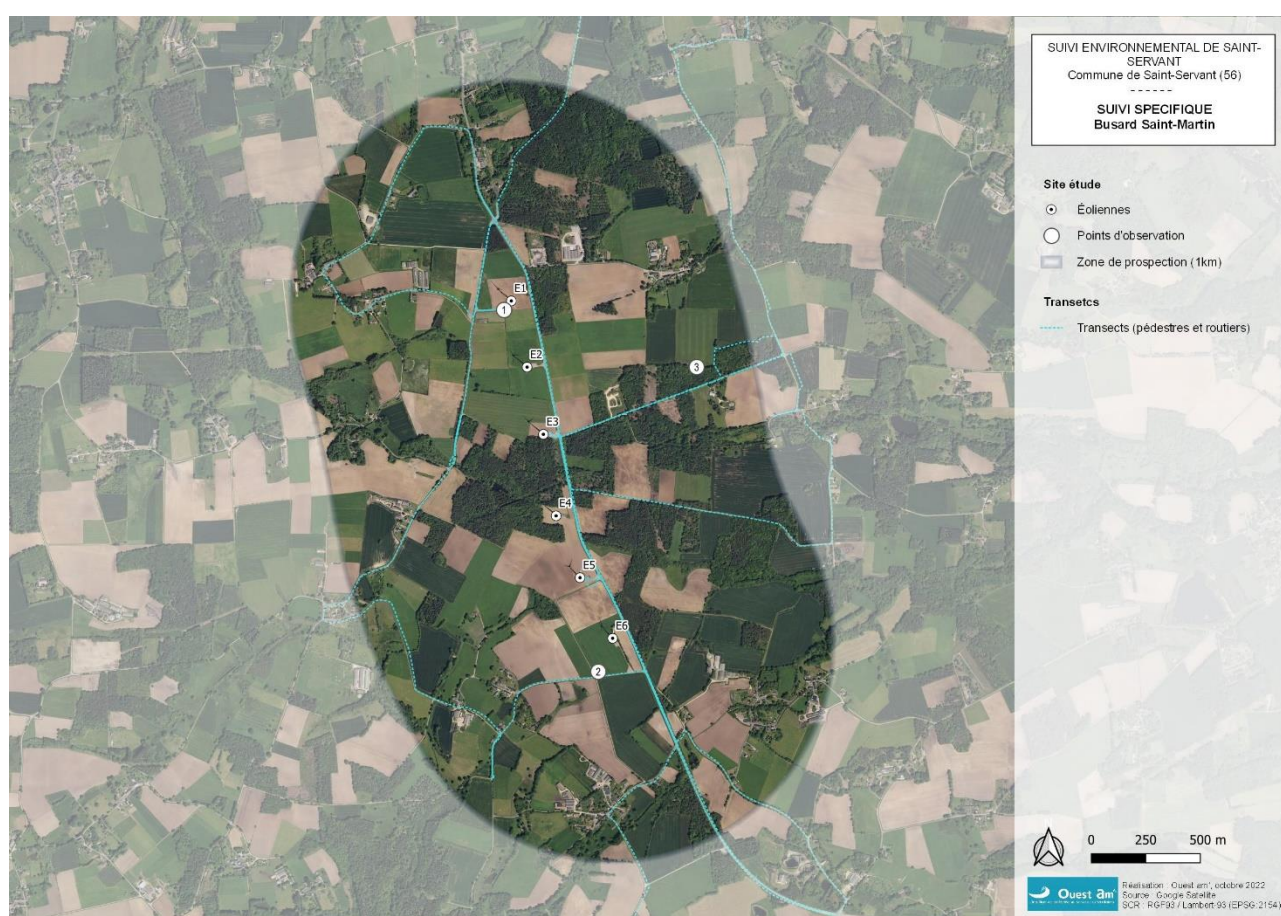 SUIVI ENVIRONNEMENTAL DE SAINT-
SERVANT
Commune de Saint-Servant (56)
- - - - - -
SUIVI SPECIFIQUE
Busard Saint-Martin
Site étude
Éoliennes
Points d'observation
Zone de prospection (1km)
Transetcs
Transects (pédestres et routiers)
E1
1
E2
3
E3
E4
E5
E6
2
0 250 500 m
Ouest am'
Réalisation : Ouest am', octobre 2022
Source : Google Satellite
SCR : RGF93 / Lambert-93 (EPSG:2154)